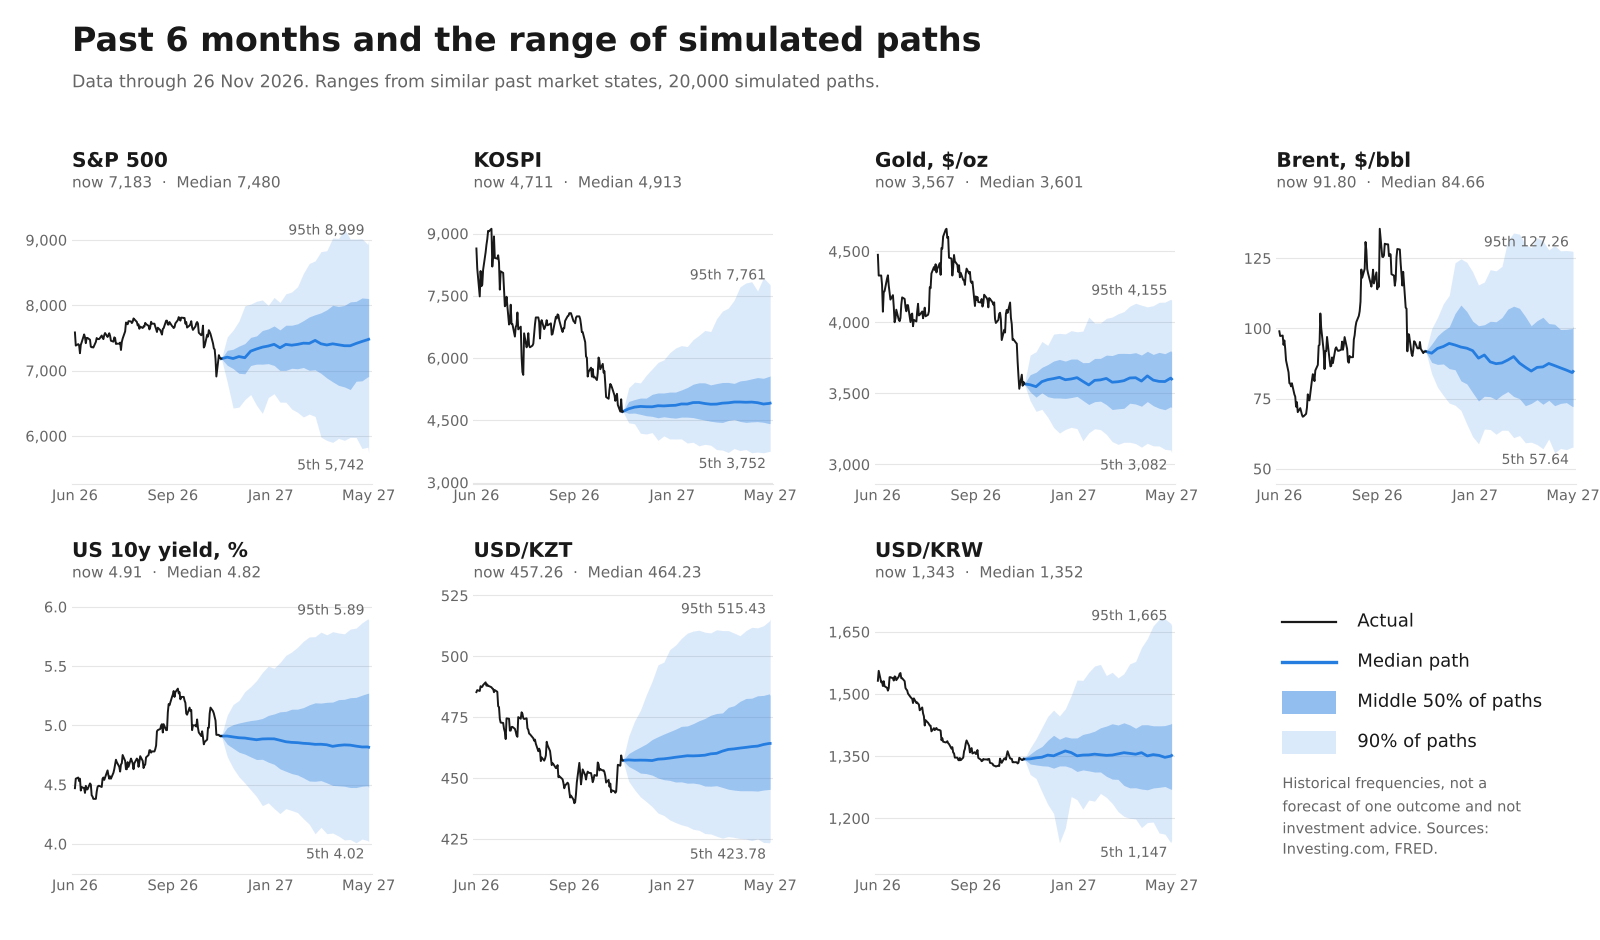 Past 6 months and the range of simulated paths
Data through 26 Nov 2026. Ranges from similar past market states, 20,000 simulated paths.
S&P 500
now 7,183 · Median 7,480
95th 8,999
9,000
8,000
7,000
6,000
5th 5,742
Jun 26 Sep 26 Jan 27 May 27
KOSPI
now 4,711 · Median 4,913
9,000
95th 7,761
7,500
6,000
4,500
5th 3,752
3,000
Jun 26 Sep 26 Jan 27 May 27
Gold, $/oz
now 3,567 · Median 3,601
4,500
95th 4,155
4,000
3,500
3,000
5th 3,082
Jun 26 Sep 26 Jan 27 May 27
Brent, $/bbl
now 91.80 · Median 84.66
95th 127.26
125
100
75
5th 57.64
50
Jun 26 Sep 26 Jan 27 May 27
US 10y yield, %
now 4.91 · Median 4.82
6.0
95th 5.89
5.5
5.0
4.5
4.0
5th 4.02
Jun 26 Sep 26 Jan 27 May 27
USD/KZT
now 457.26 · Median 464.23
525
95th 515.43
500
475
450
425
5th 423.78
Jun 26 Sep 26 Jan 27 May 27
USD/KRW
now 1,343 · Median 1,352
95th 1,665
1,650
1,500
1,350
1,200
5th 1,147
Jun 26 Sep 26 Jan 27 May 27
Actual
Median path
Middle 50% of paths
90% of paths
Historical frequencies, not a
forecast of one outcome and not
investment advice. Sources:
Investing.com, FRED.